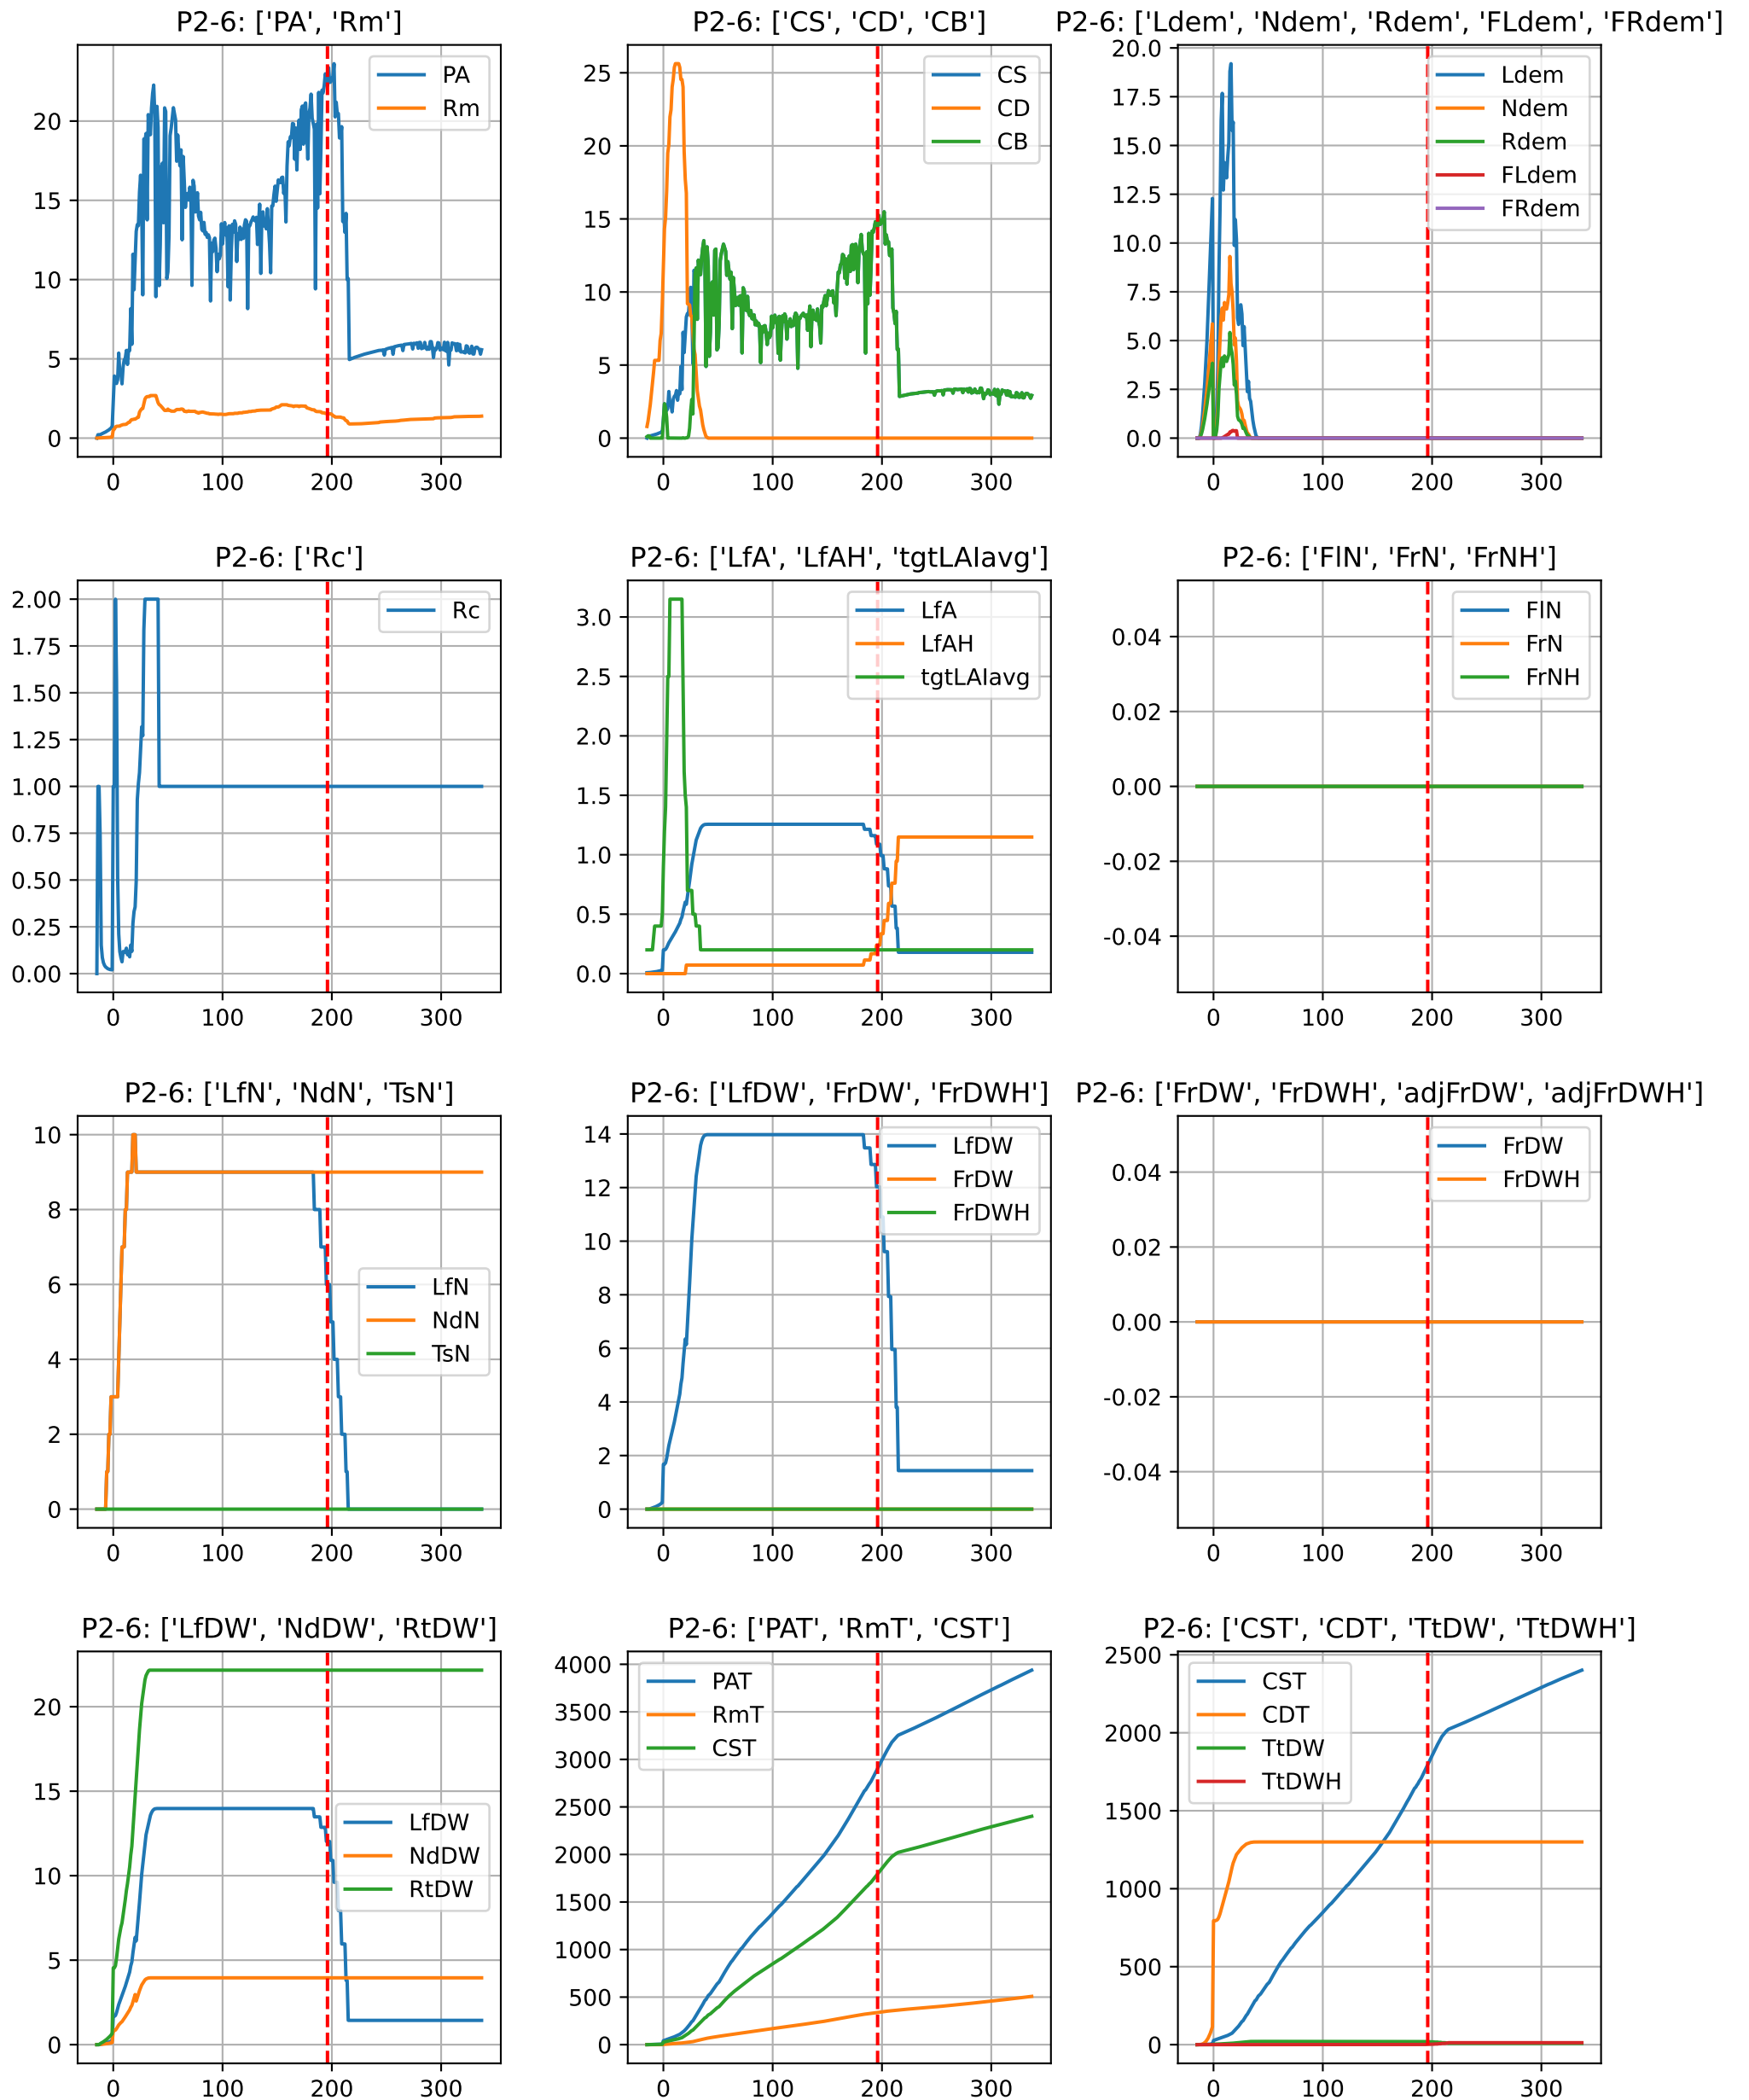 P2-6: ['PA', 'Rm']
P2-6: ['CS', 'CD', 'CB']
P2-6: ['Ldem', 'Ndem', 'Rdem', 'FLdem', 'FRdem']
PA
Rm
20
15
10
5
0
0 100 200 300
CS
CD
CB
25
20
15
10
5
0
0 100 200 300
Ldem
Ndem
Rdem
FLdem
FRdem
20.0
17.5
15.0
12.5
10.0
7.5
5.0
2.5
0.0
0 100 200 300
P2-6: ['Rc']
P2-6: ['LfA', 'LfAH', 'tgtLAIavg']
P2-6: ['FlN', 'FrN', 'FrNH']
Rc
2.00
1.75
1.50
1.25
1.00
0.75
0.50
0.25
0.00
0 100 200 300
LfA
LfAH
tgtLAIavg
3.0
2.5
2.0
1.5
1.0
0.5
0.0
0 100 200 300
FlN
FrN
FrNH
0.04
0.02
0.00
-0.02
-0.04
0 100 200 300
P2-6: ['LfN', 'NdN', 'TsN']
P2-6: ['LfDW', 'FrDW', 'FrDWH']
P2-6: ['FrDW', 'FrDWH', 'adjFrDW', 'adjFrDWH']
10
8
6
4
2
0
LfN
NdN
TsN
0 100 200 300
LfDW
FrDW
FrDWH
14
12
10
8
6
4
2
0
0 100 200 300
FrDW
FrDWH
0.04
0.02
0.00
-0.02
-0.04
0 100 200 300
P2-6: ['LfDW', 'NdDW', 'RtDW']
P2-6: ['PAT', 'RmT', 'CST']
P2-6: ['CST', 'CDT', 'TtDW', 'TtDWH']
20
15
10
5
0
LfDW
NdDW
RtDW
0 100 200 300
PAT
RmT
CST
4000
3500
3000
2500
2000
1500
1000
500
0
0 100 200 300
CST
CDT
TtDW
TtDWH
2500
2000
1500
1000
500
0
0 100 200 300